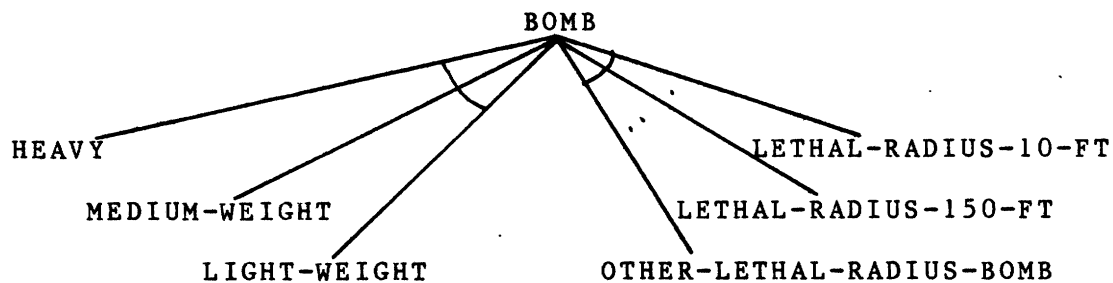 BOMB
HEAVY
LETHAL-RADIUS-10-FT
MEDIUM-WEIGHT
LETHAL-RADIUS-150-FT
LIGHT-WEIGHT
OTHER-LETHAL-RADIUS-BOMB